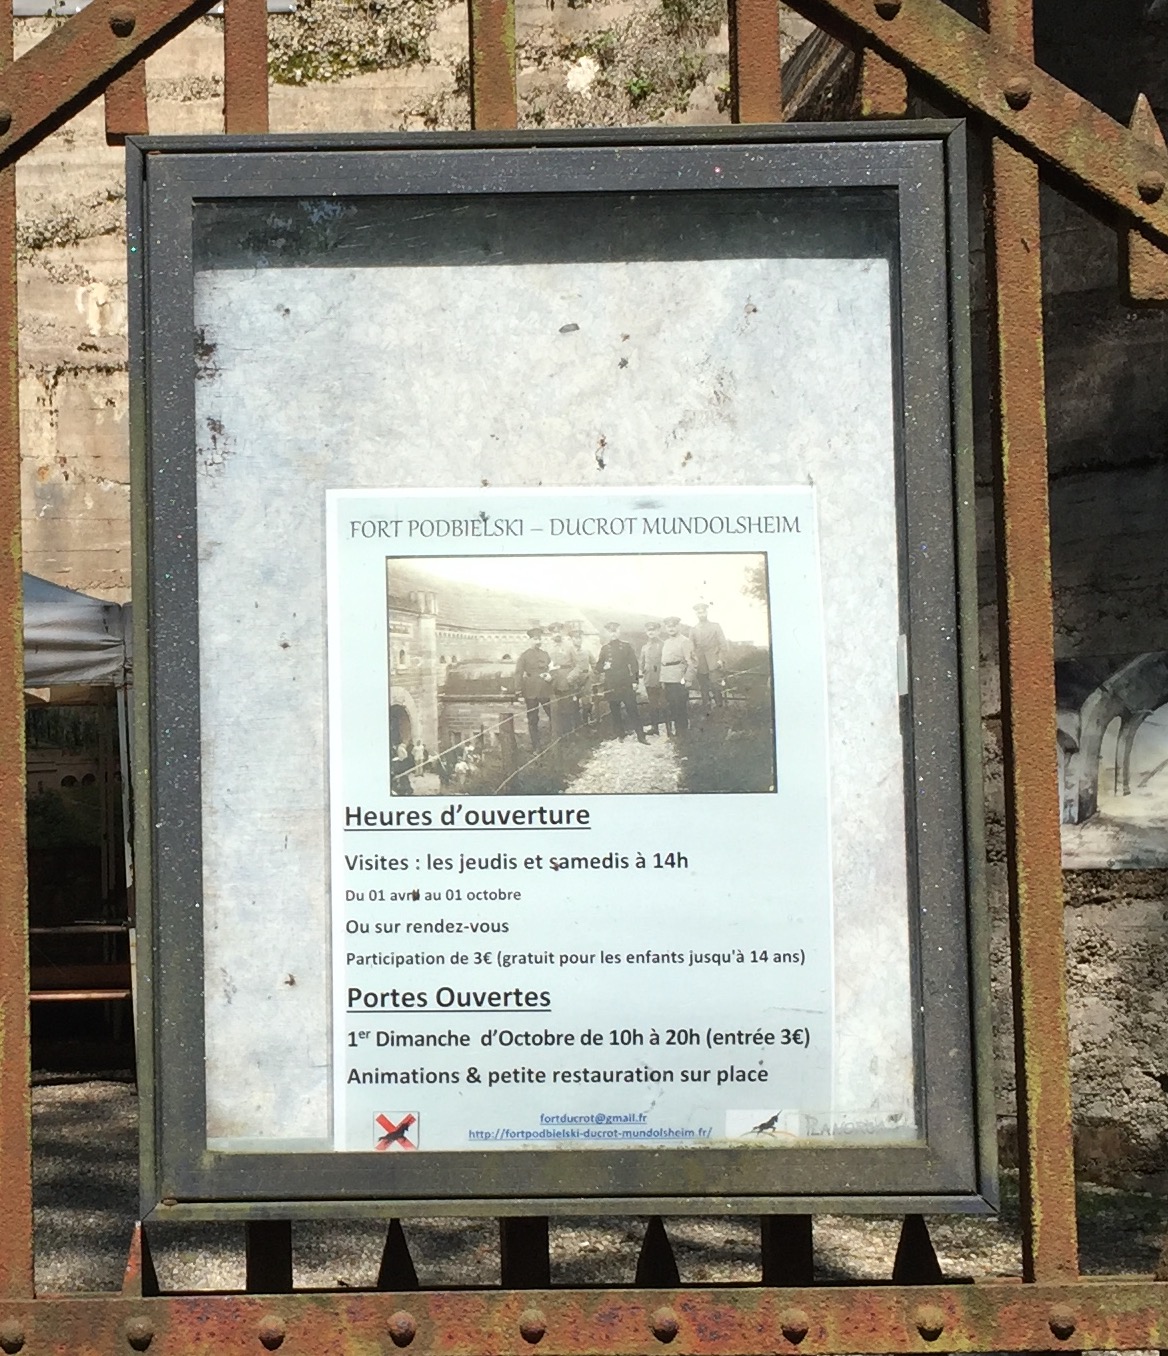 FORT PODBIELSKI – DUCROT MUNDOLSHEIM
Heures d'ouverture
Visites : les jeudis et samedis à 14h
Du 01 avril au 01 octobre
Ou sur rendez-vous
Participation de 3€ (gratuit pour les enfants jusqu'à 14 ans)
Portes Ouvertes
1er Dimanche d'Octobre de 10h à 20h (entrée 3€)
Animations & petite restauration sur place
fortducrot@gmail.fr
http://fortpodbielski-ducrot-mundolsheim.fr/